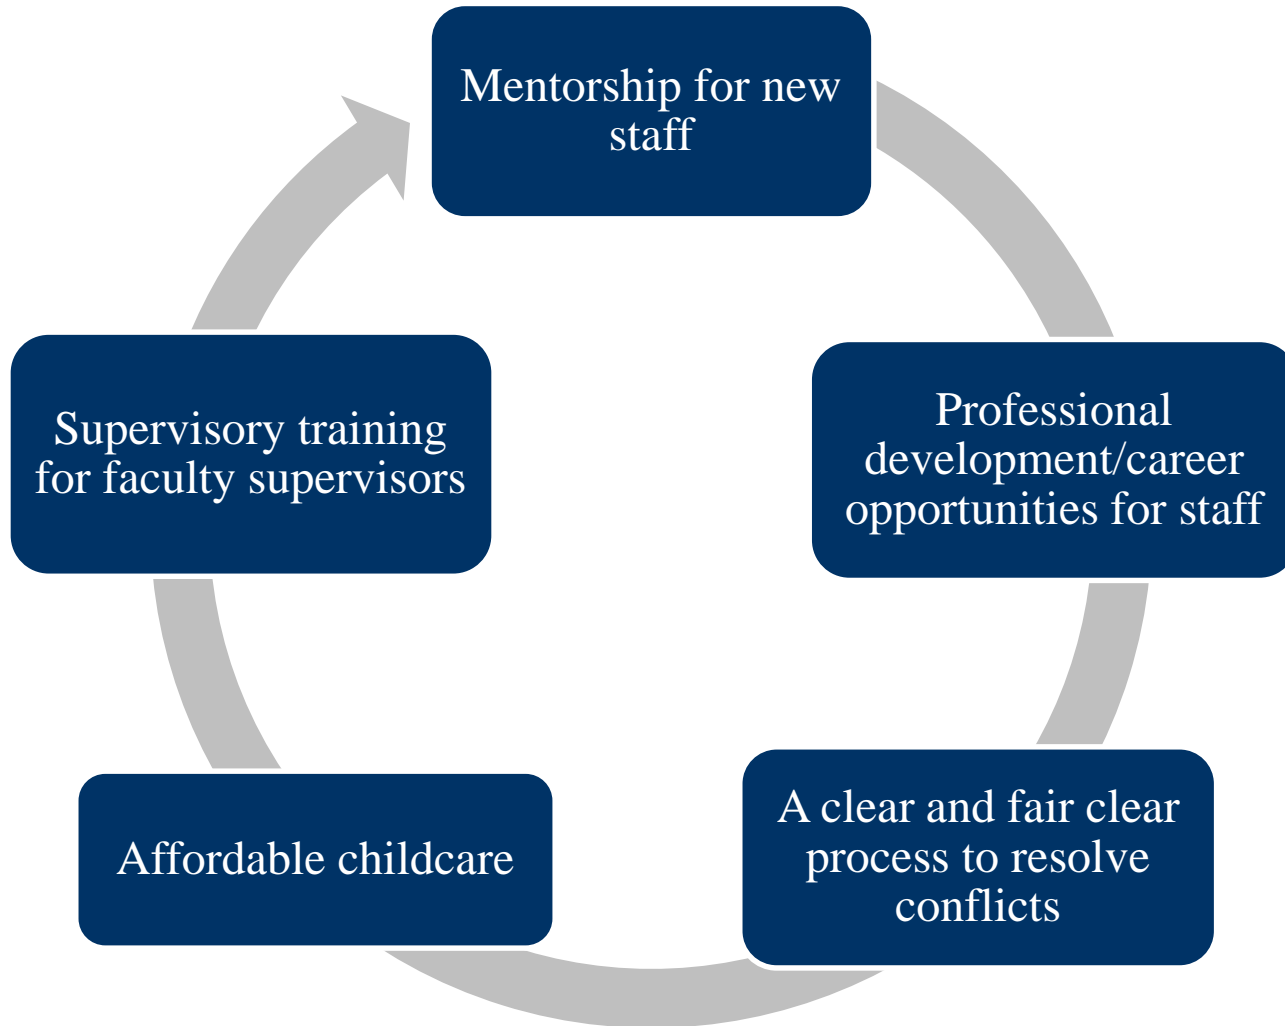 Mentorship for new
staff
Professional
development/career
opportunities for staff
A clear and fair clear
process to resolve
conflicts
Affordable childcare
Supervisory training
for faculty supervisors